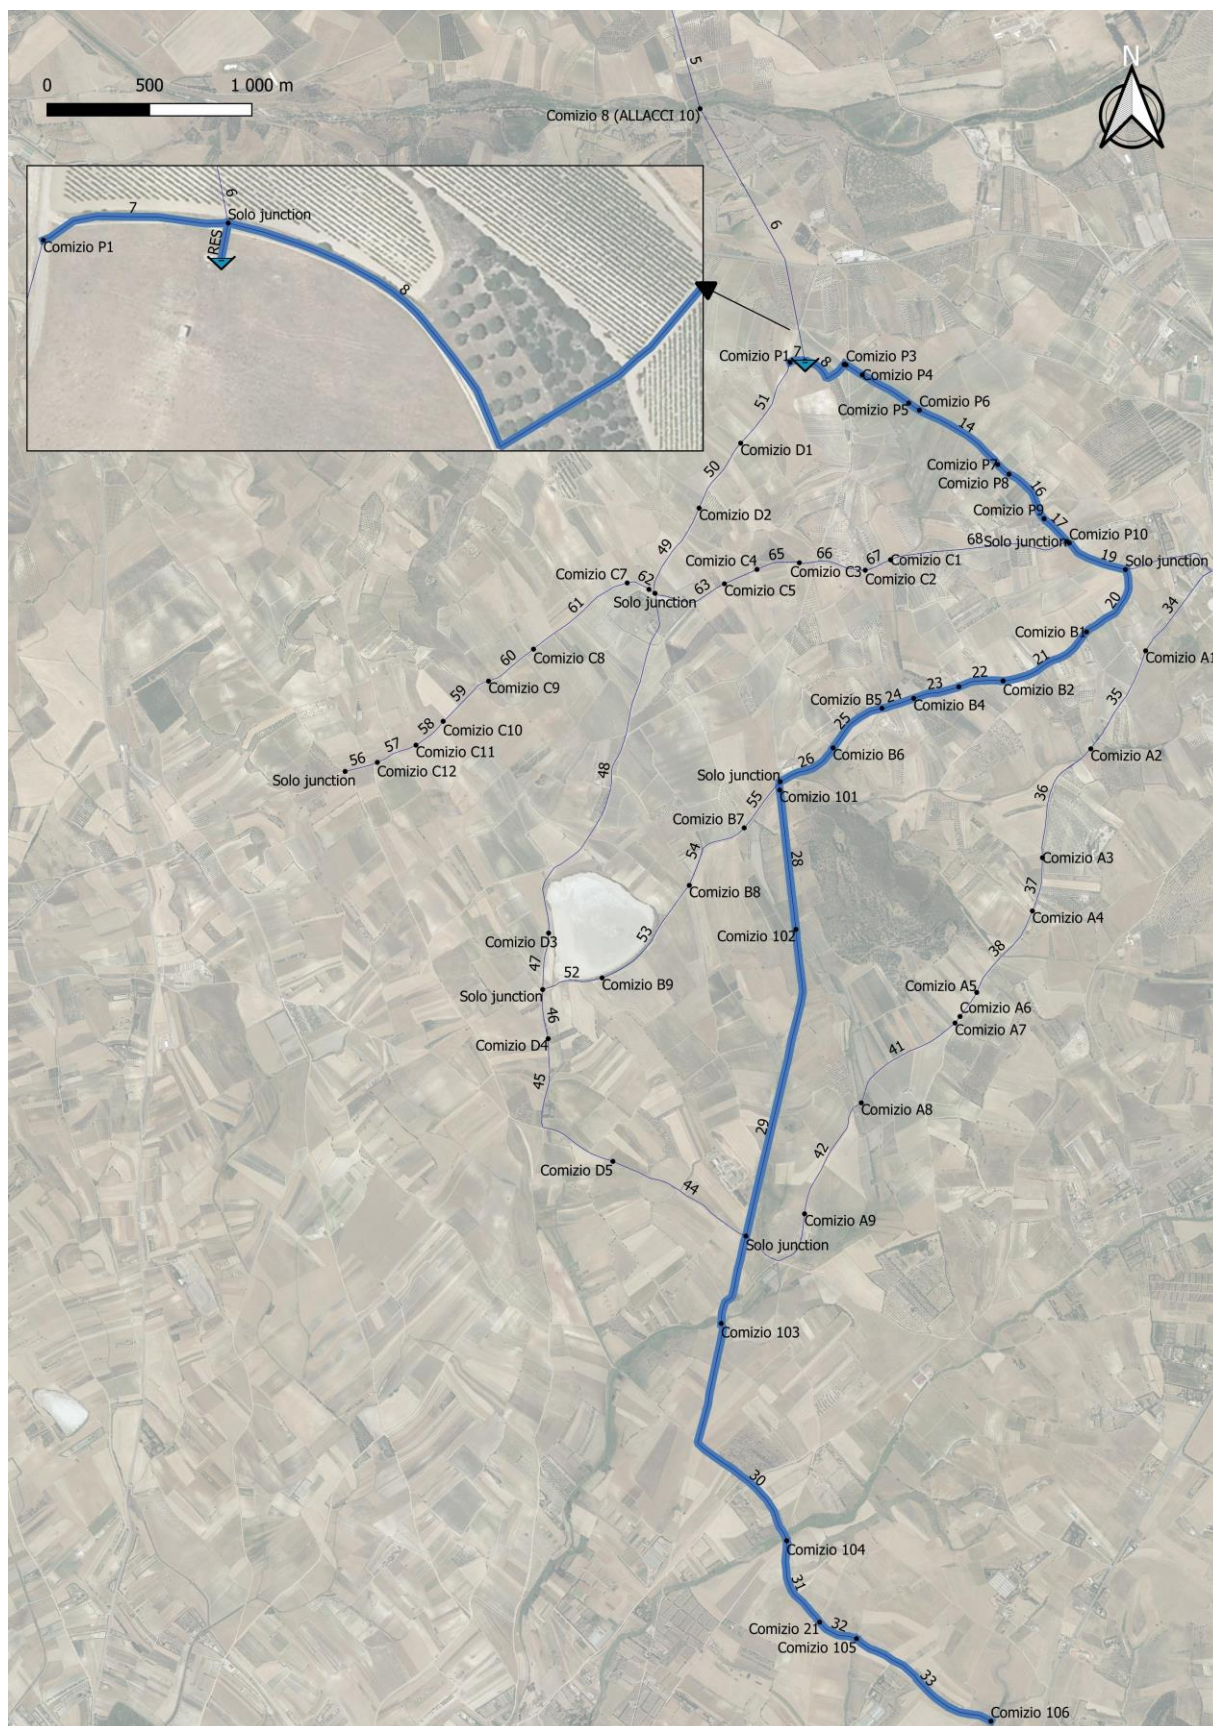 5
N
0 500 1 000 m
Comizio 8 (ALLACCI 10)
6
7
Solo junction
Comizio P1
RES
8
6
Comizio P1
7
8
Comizio P3
Comizio P4
51
Comizio P5
Comizio P6
14
Comizio D1
50
Comizio P7
Comizio P8
16
Comizio D2
Comizio P9
17
49
68
Solo junction
Comizio P10
Comizio C4
65
66
Comizio C3
67
Comizio C1
Comizio C2
19
Solo junction
Comizio C7
62
Solo junction
63
Comizio C5
61
20
34
Comizio B1
60
Comizio C8
21
Comizio A1
59
Comizio C9
22
Comizio B2
23
Comizio B4
24
Comizio B5
35
58
Comizio C10
25
57
Comizio C11
Comizio B6
Comizio A2
56
Comizio C12
Solo junction
48
26
Solo junction
Comizio 101
55
36
Comizio B7
28
54
Comizio A3
Comizio B8
37
Comizio A4
Comizio D3
Comizio 102
53
38
47
52
Comizio B9
Solo junction
Comizio A5
46
Comizio A6
Comizio A7
Comizio D4
41
45
Comizio A8
29
42
Comizio D5
44
Comizio A9
Solo junction
Comizio 103
30
Comizio 104
31
Comizio 21
32
Comizio 105
33
Comizio 106